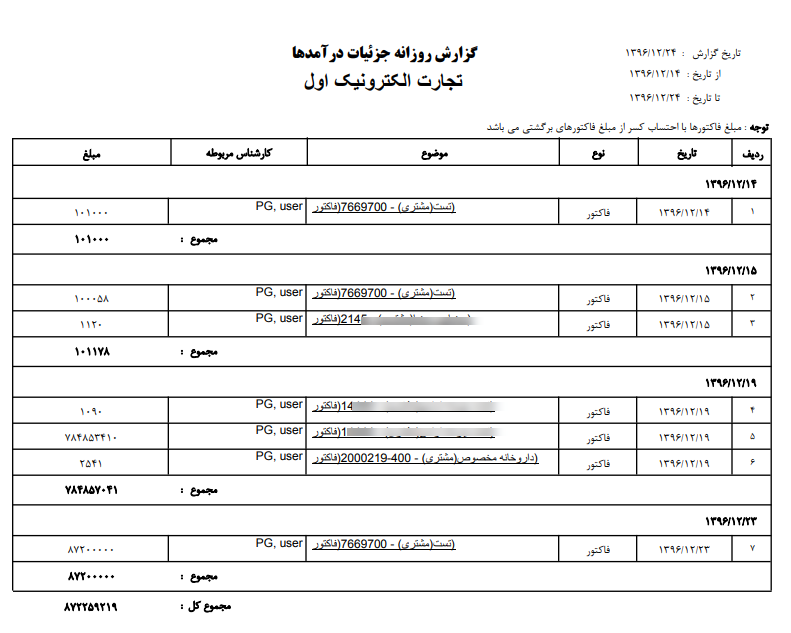 گزارش روزانه جزئیات درآمدها
تجارت الکترونیک اول
تاریخ گزارش : ۱۳۹۶/۱۲/۲۴
از تاریخ : ۱۳۹۶/۱۲/۱۴
تا تاریخ : ۱۳۹۶/۱۲/۲۴
توجه : مبلغ فاکتورها با احتساب کسر از مبلغ فاکتورهای برگشتی می باشد
ردیف تاریخ نوع موضوع کارشناس مربوطه مبلغ
۱۳۹۶/۱۲/۱۴
۱ ۱۳۹۶/۱۲/۱۴ فاکتور (تست(مشتری) - 7669700(فاکتور PG, user ۱۰۱۰۰۰
مجموع : ۱۰۱۰۰۰
۱۳۹۶/۱۲/۱۵
۲ ۱۳۹۶/۱۲/۱۵ فاکتور (تست(مشتری) - 7669700(فاکتور PG, user ۱۰۰۰۵۸
۳ ۱۳۹۶/۱۲/۱۵ فاکتور 214(فاکتور PG, user ۱۱۲۰
مجموع : ۱۰۱۱۷۸
۱۳۹۶/۱۲/۱۹
۴ ۱۳۹۶/۱۲/۱۹ فاکتور 14(فاکتور PG, user ۱۰۹۰
۵ ۱۳۹۶/۱۲/۱۹ فاکتور 1(فاکتور PG, user ۷۸۴۸۵۳۴۱۰
۶ ۱۳۹۶/۱۲/۱۹ فاکتور (داروخانه مخصوص(مشتری) - 400-2000219(فاکتور PG, user ۲۵۴۱
مجموع : ۷۸۴۸۵۷۰۴۱
۱۳۹۶/۱۲/۲۳
۷ ۱۳۹۶/۱۲/۲۳ فاکتور (تست(مشتری) - 7669700(فاکتور PG, user ۸۷۲۰۰۰۰۰
مجموع : ۸۷۲۰۰۰۰۰
مجموع کل : ۸۷۲۲۵۹۲۱۹